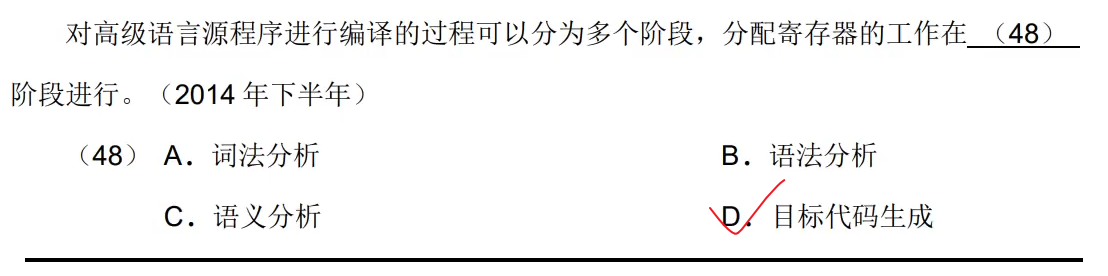 对高级语言源程序进行编译的过程可以分为多个阶段，分配寄存器的工作在 （48）
阶段进行。（2014 年下半年）
（48） A．词法分析 B．语法分析
C．语义分析 D．目标代码生成